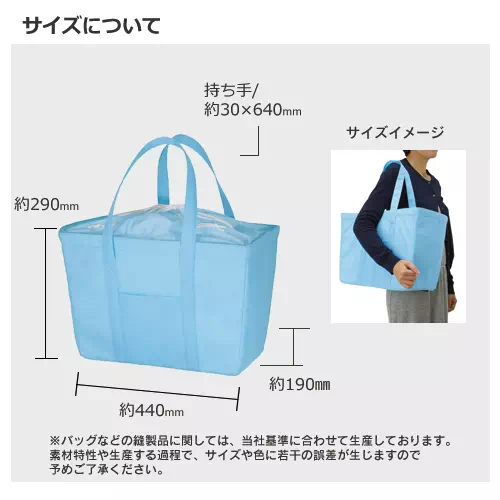 サイズについて
持ち手/
約30×640mm
サイズイメージ
約290mm
約190㎜
約440mm
※バッグなどの縫製品に関しては、当社基準に合わせて生産しております。
素材特性や生産する過程で、サイズや色に若干の誤差が生じますので
予めご了承ください。